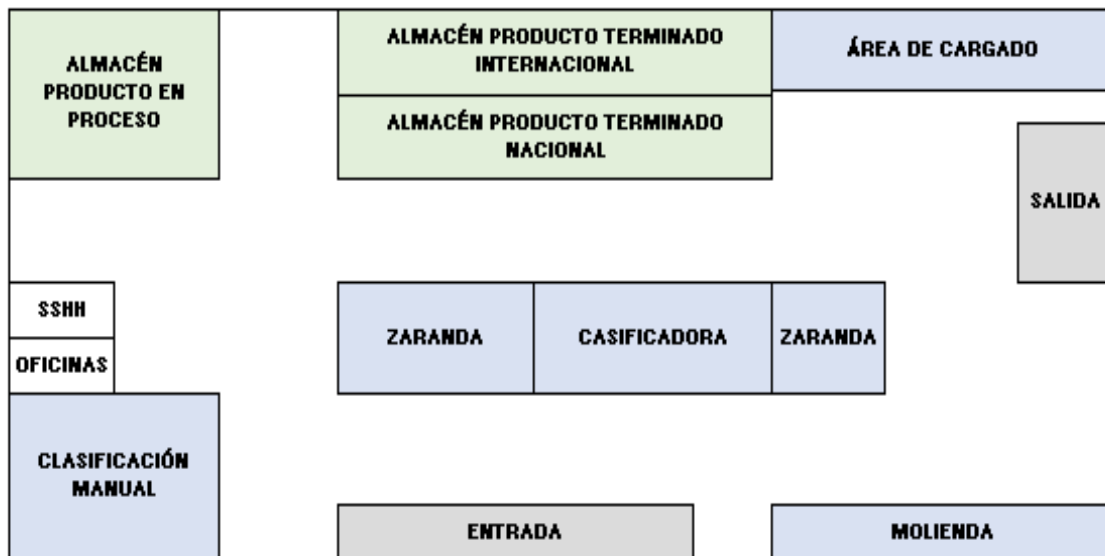 ALMACÉN
PRODUCTO EN
PROCESO
ALMACÉN PRODUCTO TERMINADO
INTERNACIONAL
ÁREA DE CARGADO
ALMACÉN PRODUCTO TERMINADO
NACIONAL
SALIDA
SSHH
OFICINAS
ZARANDA
CASIFICADORA
ZARANDA
CLASIFICACIÓN
MANUAL
ENTRADA
MOLIENDA